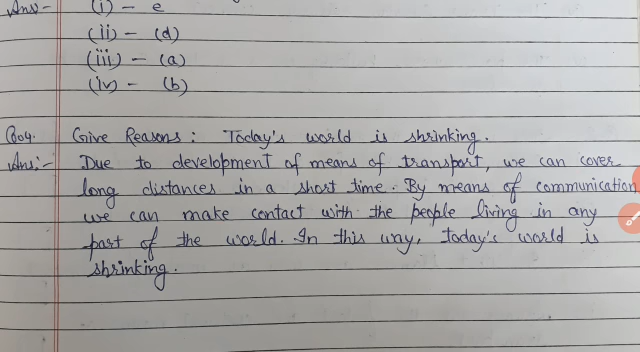 Ans - (i) - e
(ii) - (d)
(iii) - (a)
(iv) - (b)
Q04. Give Reasons : Today's world is shrinking.
Ans:- Due to development of means of transport, we can cover
long distances in a short time. By means of communication
we can make contact with the people living in any
part of the world. In this way, today's world is
shrinking.